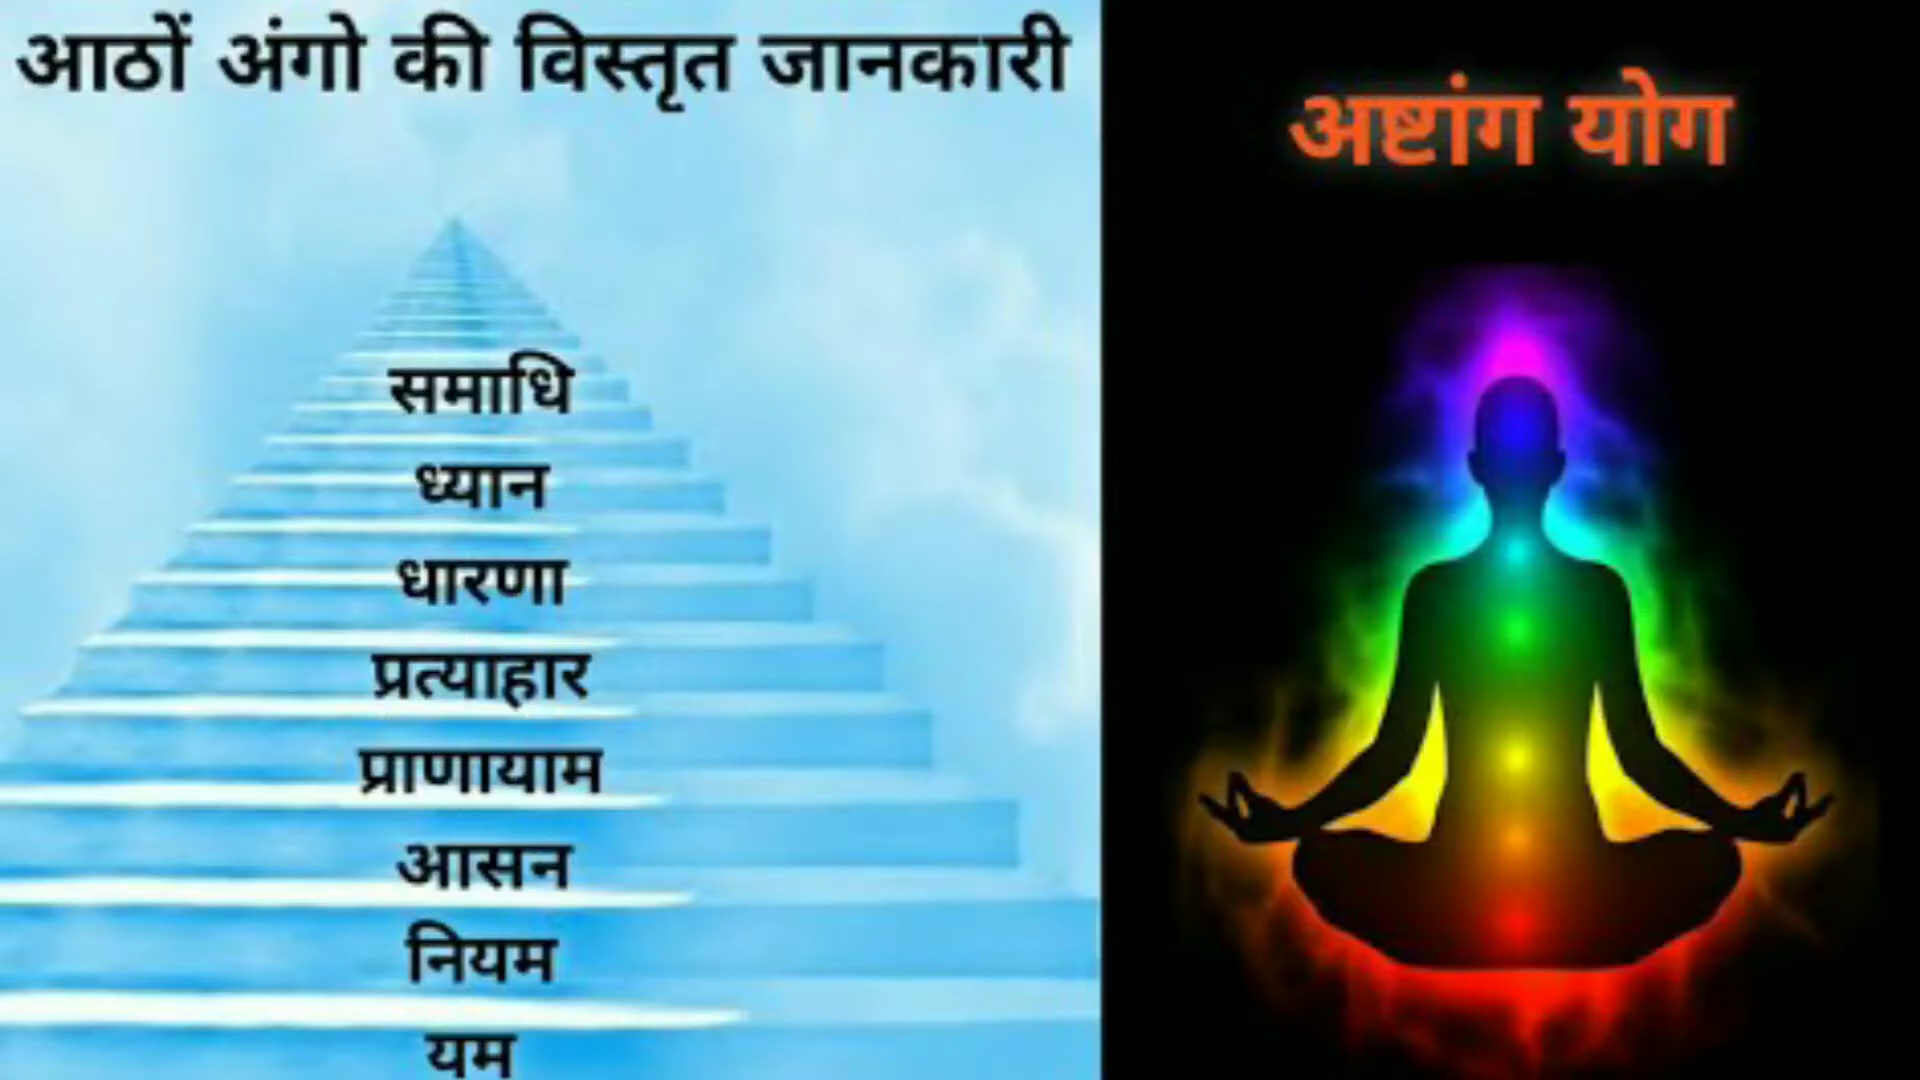 आठों अंगो की विस्तृत जानकारी
समाधि
ध्यान
धारणा
प्रत्याहार
प्राणायाम
आसन
नियम
यम
अष्टांग योग